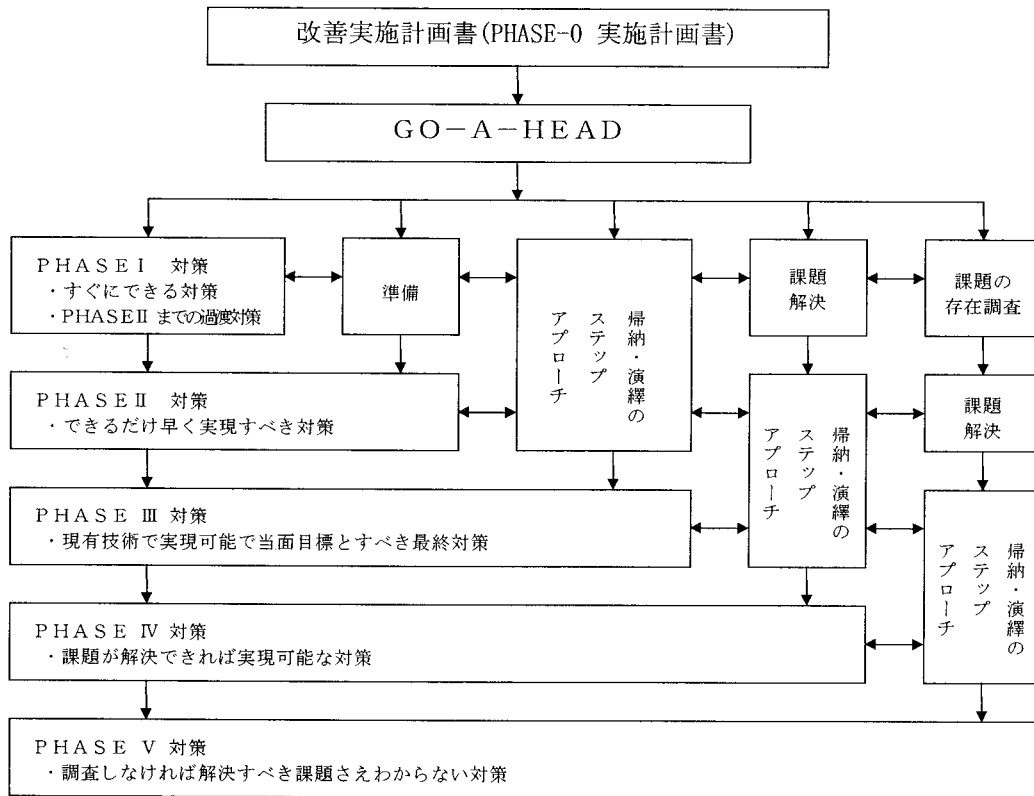 改善実施計画書(PHASE-0 実施計画書)
GO-A-HEAD
PHASEⅠ 対策
・すぐにできる対策
・PHASEⅡ までの過度対策
準備
帰納・演繹の
ステップ
アプローチ
課題
解決
課題の
存在調査
PHASEⅡ 対策
・できるだけ早く実現すべき対策
帰納・演繹の
ステップ
アプローチ
課題
解決
PHASE Ⅲ 対策
・現有技術で実現可能で当面目標とすべき最終対策
帰納・演繹の
ステップ
アプローチ
PHASE Ⅳ 対策
・課題が解決できれば実現可能な対策
PHASE Ⅴ 対策
・調査しなければ解決すべき課題さえわからない対策